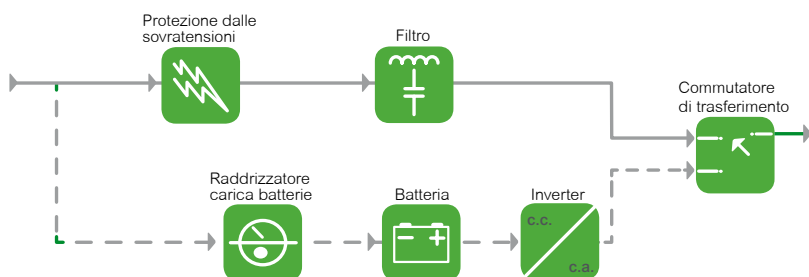 Protezione dalle
sovratensioni
Filtro
Commutatore
di trasferimento
Raddrizzatore
carica batterie
Batteria
Inverter
c.c.
c.a.